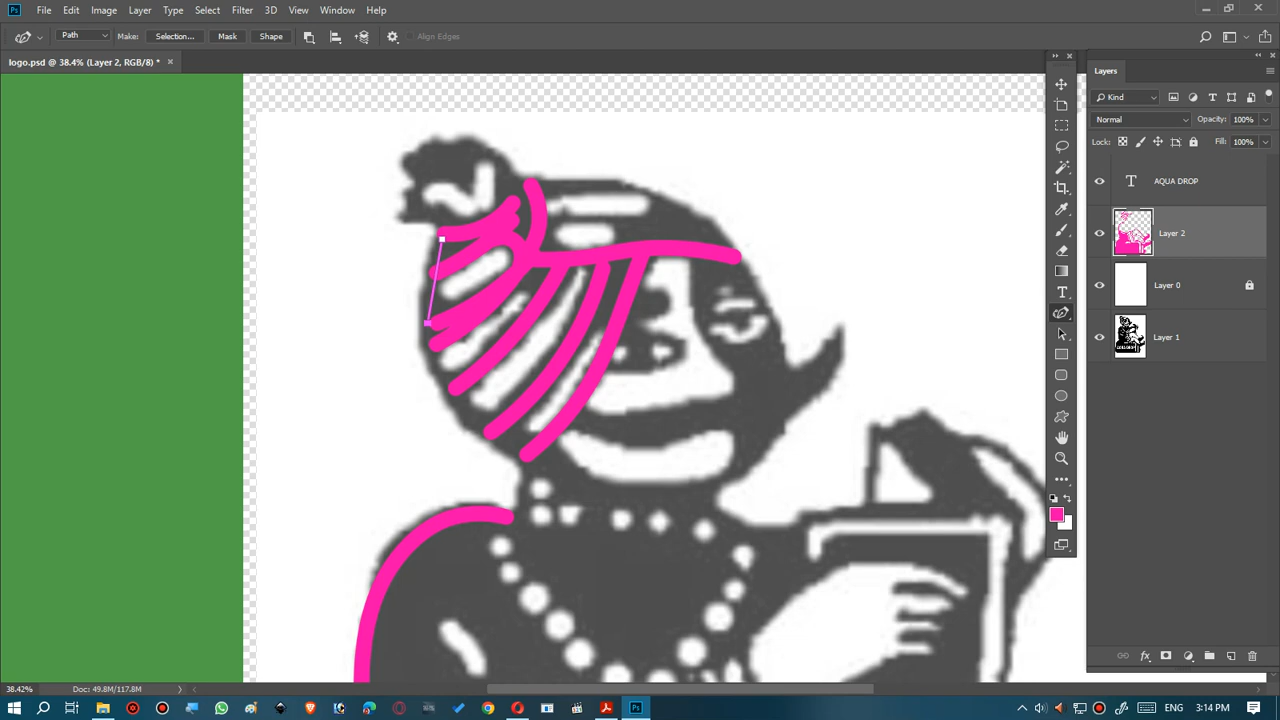 Ps File Edit Image Layer Type Select Filter 3D View Window Help
Path Make: Selection... Mask Shape Align Edges
logo.psd @ 38.4% (Layer 2, RGB/8) *
Layers
Kind
Normal Opacity: 100%
Lock: Fill: 100%
T AQUA DROP
Layer 2
Layer 0
Layer 1
38.42% Doc: 49.8M/117.8M
Ps ENG 3:14 PM